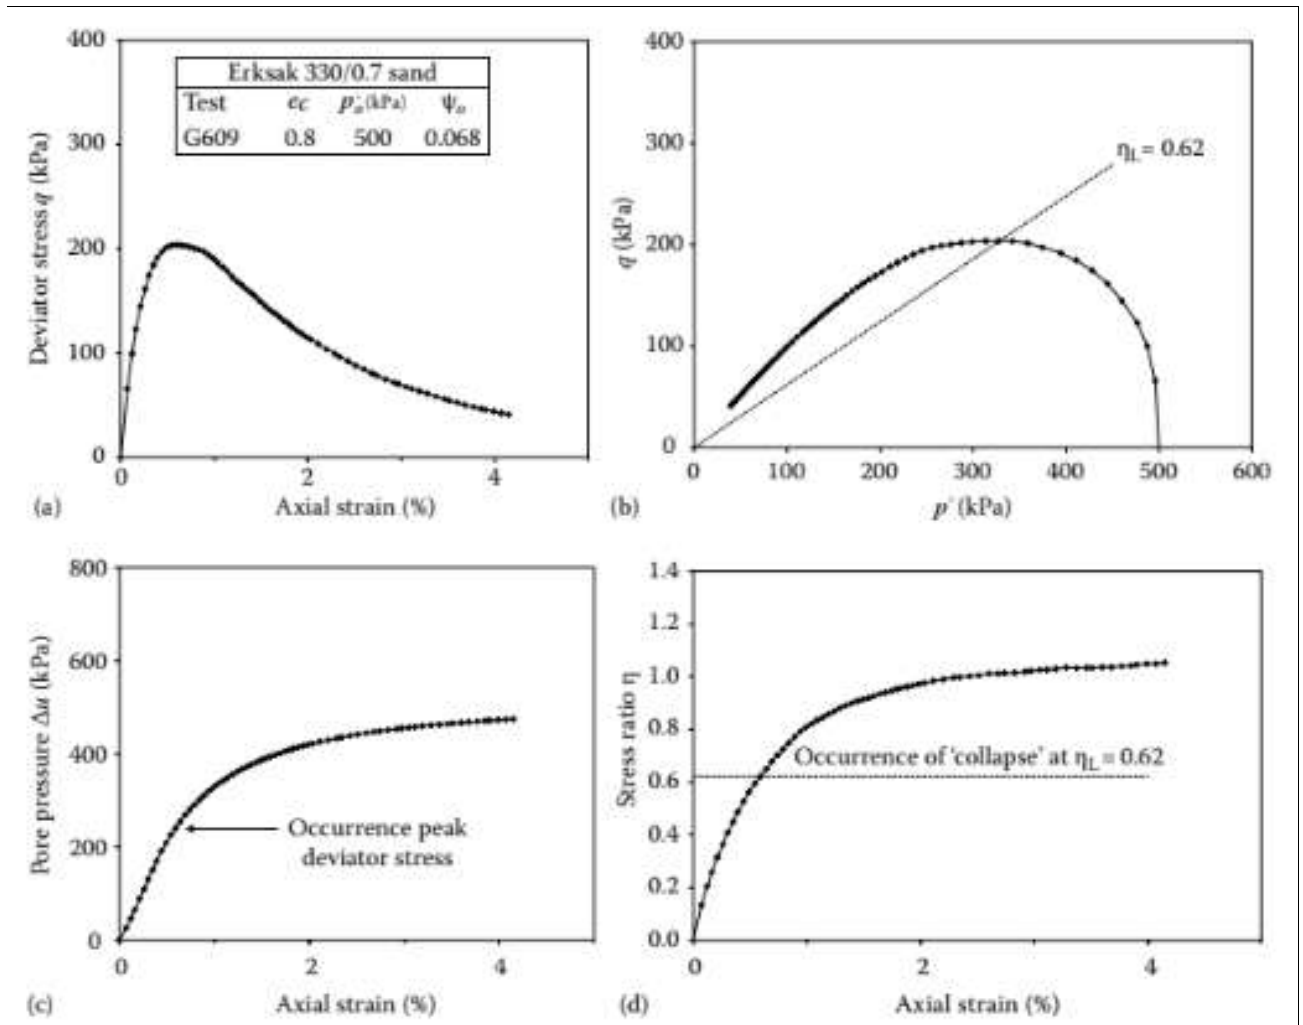 400
300
200
100
0
Deviator stress q (kPa)
Erksak 330/0.7 sand
Test ec p′o (kPa) ψo
G609 0.8 500 0.068
0 2 4
(a) Axial strain (%)
400
300
200
100
0
q (kPa)
ηL = 0.62
0 100 200 300 400 500 600
(b) p′ (kPa)
800
600
400
200
0
Pore pressure Δu (kPa)
Occurrence peak
deviator stress
0 2 4
(c) Axial strain (%)
1.4
1.2
1.0
0.8
0.6
0.4
0.2
0.0
Stress ratio η
Occurrence of ‘collapse’ at ηL = 0.62
0 2 4
(d) Axial strain (%)